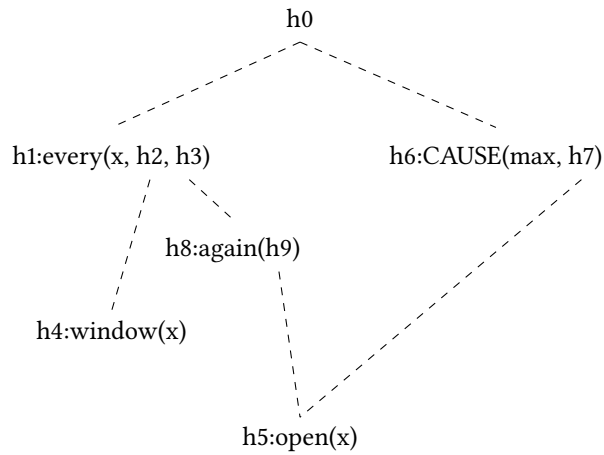 h0
h1:every(x, h2, h3)
h6:CAUSE(max, h7)
h8:again(h9)
h4:window(x)
h5:open(x)